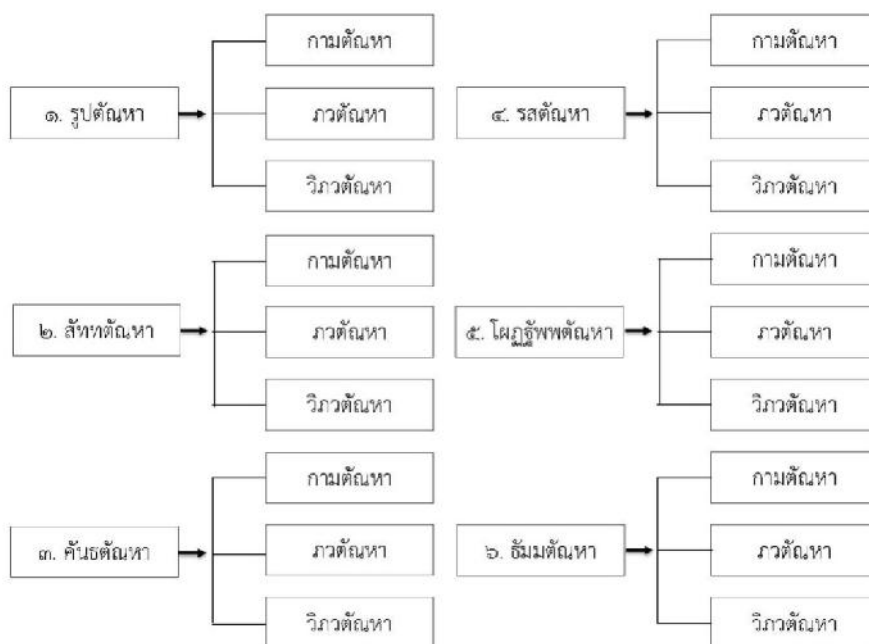 ๑. รูปตัณหา
กามตัณหา
ภวตัณหา
วิภวตัณหา
๒. สัททตัณหา
กามตัณหา
ภวตัณหา
วิภวตัณหา
๓. คันธตัณหา
กามตัณหา
ภวตัณหา
วิภวตัณหา
๔. รสตัณหา
กามตัณหา
ภวตัณหา
วิภวตัณหา
๕. โผฏฐัพพตัณหา
กามตัณหา
ภวตัณหา
วิภวตัณหา
๖. ธัมมตัณหา
กามตัณหา
ภวตัณหา
วิภวตัณหา